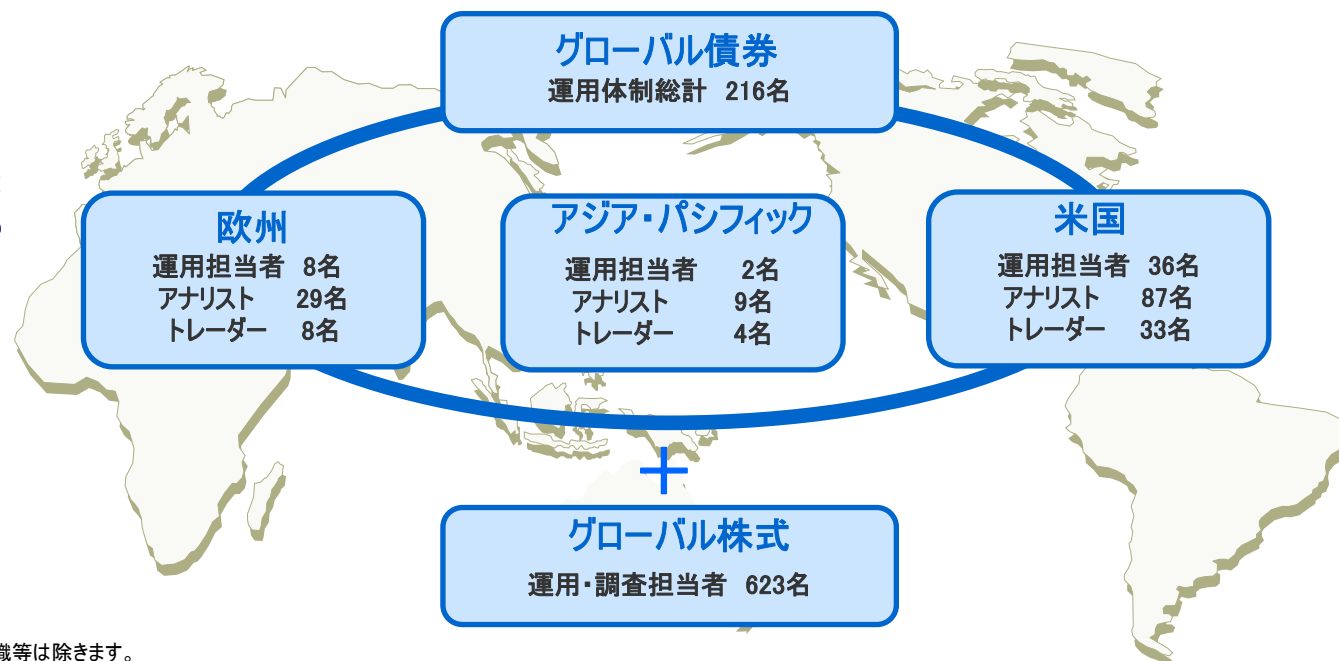 グローバル債券
運用体制総計 216名
欧州
運用担当者 8名
アナリスト 29名
トレーダー 8名
アジア・パシフィック
運用担当者 2名
アナリスト 9名
トレーダー 4名
米国
運用担当者 36名
アナリスト 87名
トレーダー 33名
+
グローバル株式
運用・調査担当者 623名
職等は除きます。